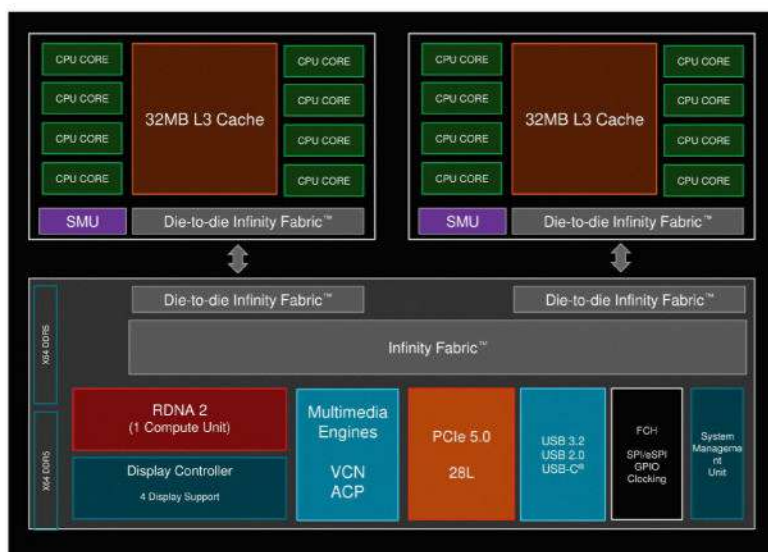 CPU CORE
CPU CORE
CPU CORE
CPU CORE
32MB L3 Cache
CPU CORE
CPU CORE
CPU CORE
CPU CORE
SMU
Die-to-die Infinity Fabric™
CPU CORE
CPU CORE
CPU CORE
CPU CORE
32MB L3 Cache
CPU CORE
CPU CORE
CPU CORE
CPU CORE
SMU
Die-to-die Infinity Fabric™
X64 DDR5
X64 DDR5
Die-to-die Infinity Fabric™
Die-to-die Infinity Fabric™
Infinity Fabric™
RDNA 2
(1 Compute Unit)
Display Controller
4 Display Support
Multimedia
Engines
VCN
ACP
PCIe 5.0
28L
USB 3.2
USB 2.0
USB-C®
FCH
SPI/eSPI
GPIO
Clocking
System
Manageme
nt
Unit